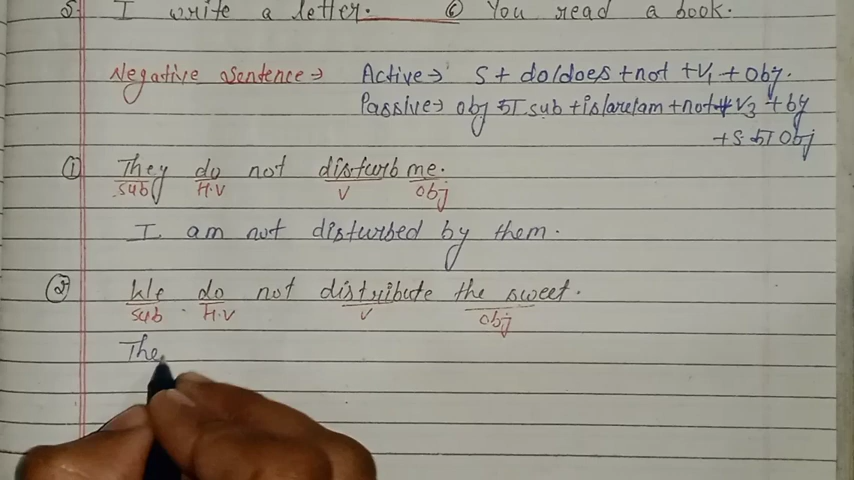 5. I write a letter. ⑥ You read a book.
Negative Sentence ⇒ Active → S + do/does + not + V₁ + Obj.
Passive → obj का sub + is/are/am + not + V₃ + by
+ S का Obj
① They do not disturb me.
sub H.V V obj
I am not disturbed by them.
② We do not distribute the sweet.
sub H.V V obj
The